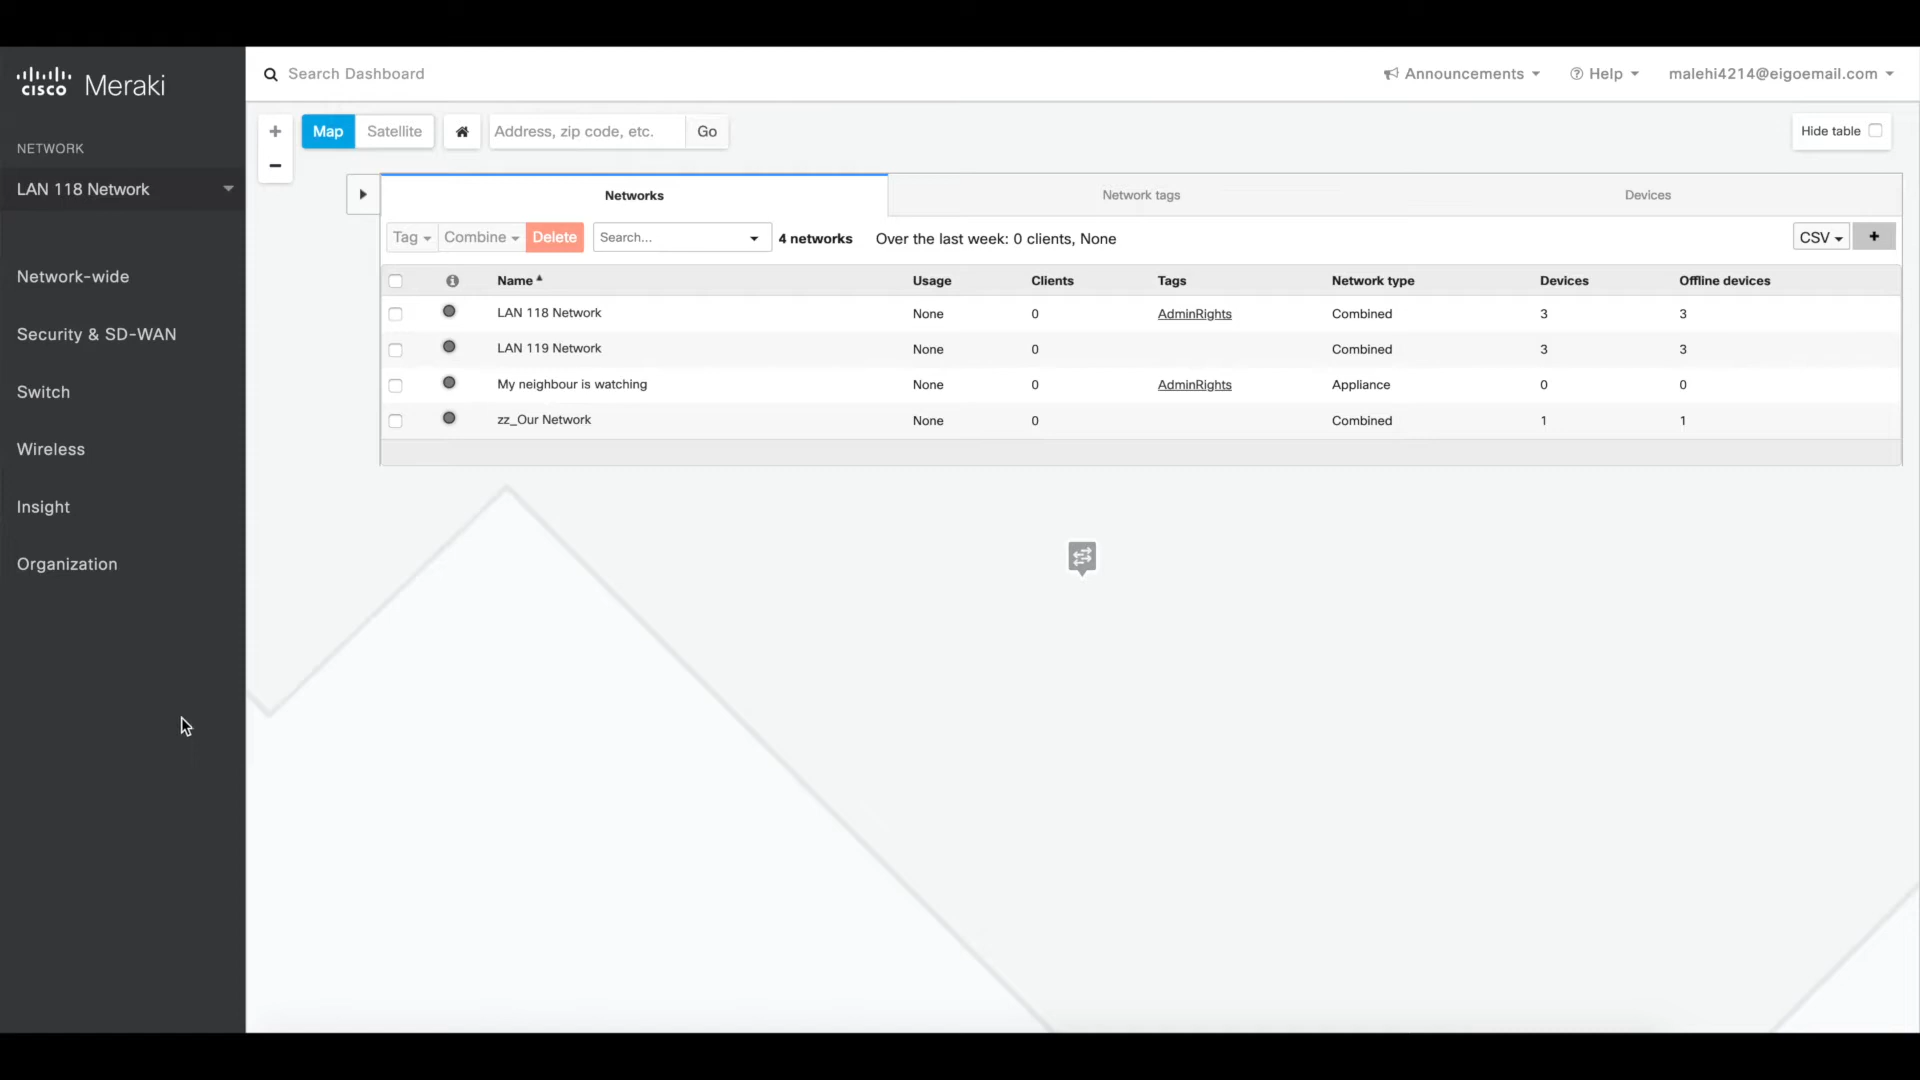 cisco Meraki
Search Dashboard
Announcements
Help
malehi4214@eigoemail.com
NETWORK
LAN 118 Network
Network-wide
Security & SD-WAN
Switch
Wireless
Insight
Organization
+
−
Map Satellite
Address, zip code, etc. Go
Hide table
Networks Network tags Devices
Tag Combine Delete Search... 4 networks Over the last week: 0 clients, None CSV +
Name Usage Clients Tags Network type Devices Offline devices
LAN 118 Network None 0 AdminRights Combined 3 3
LAN 119 Network None 0 Combined 3 3
My neighbour is watching None 0 AdminRights Appliance 0 0
zz_Our Network None 0 Combined 1 1